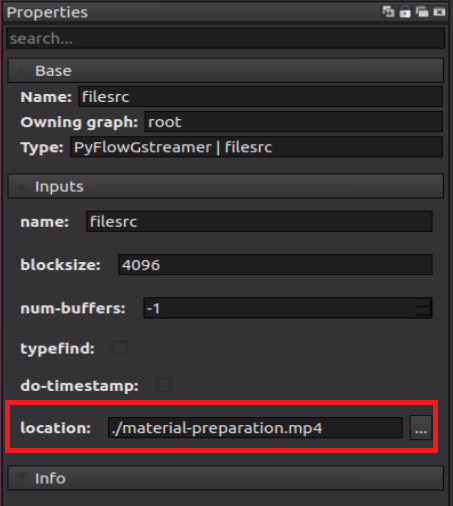 Properties
search...
Base
Name: filesrc
Owning graph: root
Type: PyFlowGstreamer | filesrc
Inputs
name: filesrc
blocksize: 4096
num-buffers: -1
typefind:
do-timestamp:
location: ./material-preparation.mp4 ...
Info